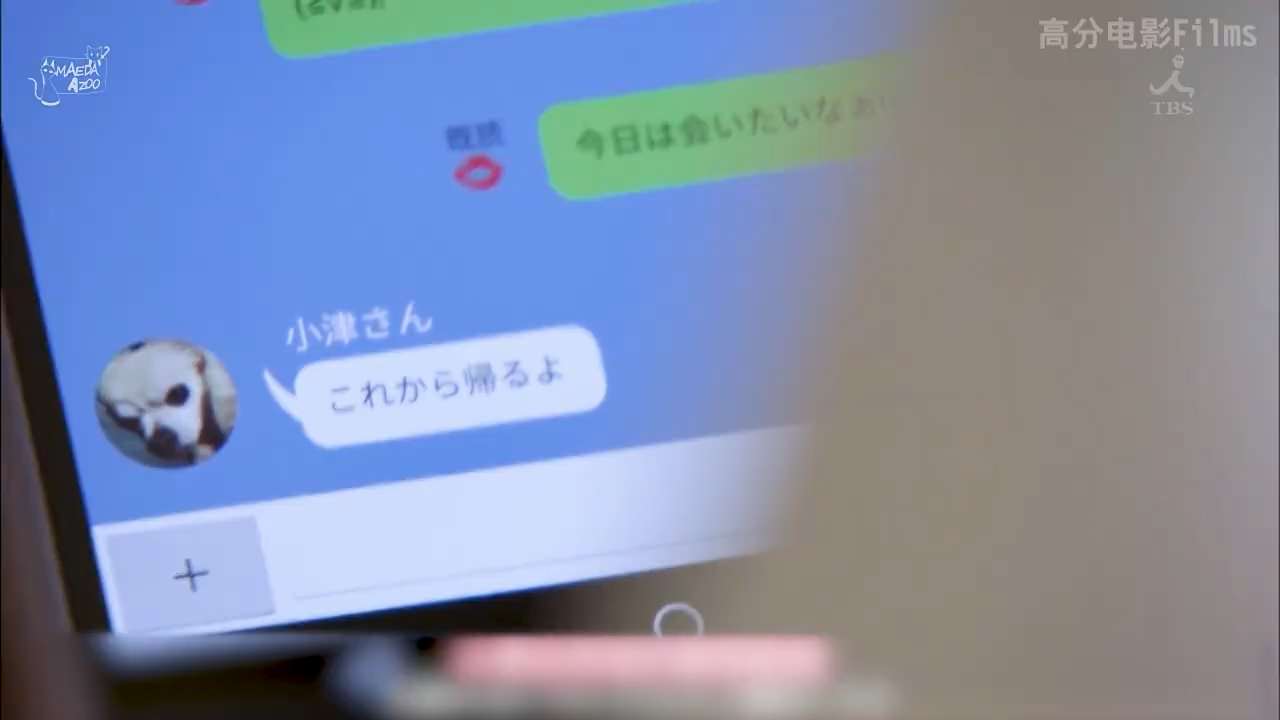 高分电影Films
MAEDA
AZOO
TBS
(≧∀≦)
既読
今日は会いたいなぁ
小津さん
これから帰るよ
+